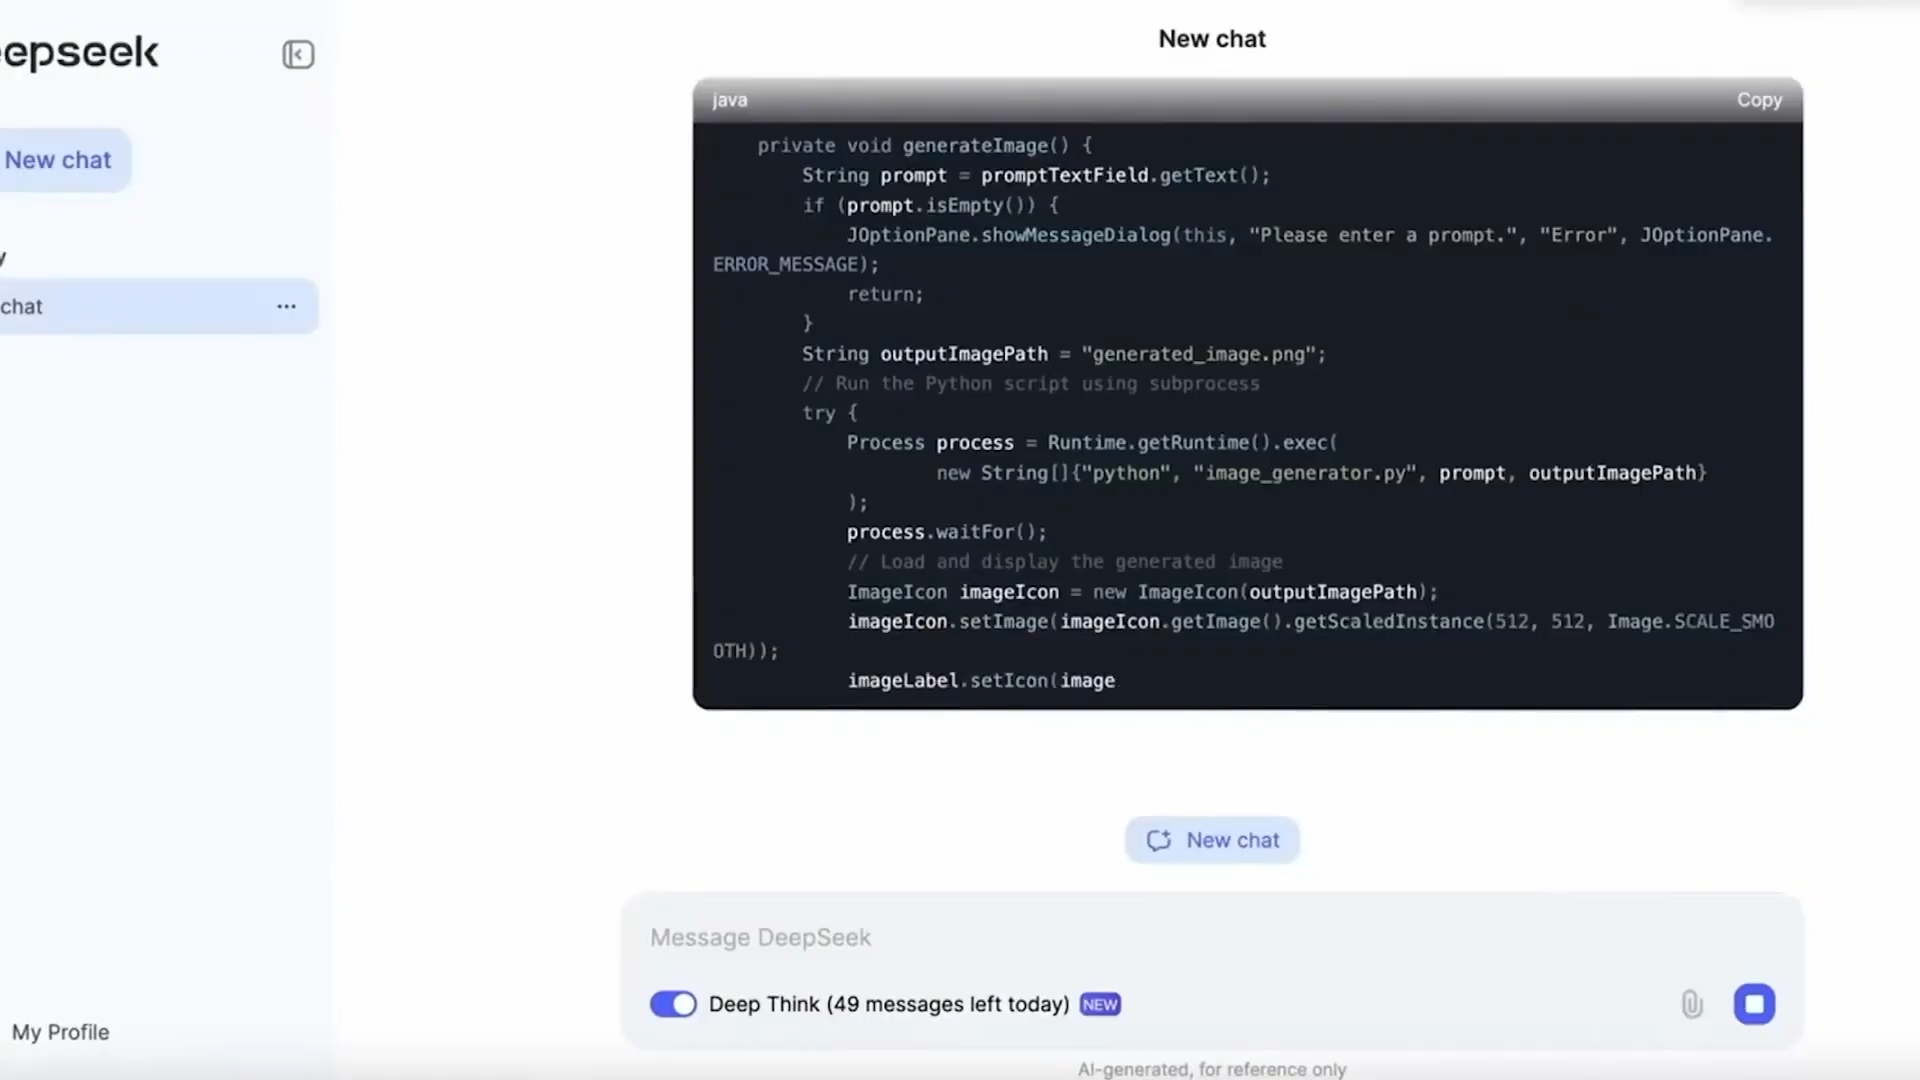 eepseek
New chat
y
chat
My Profile
New chat
java Copy
private void generateImage() {
String prompt = promptTextField.getText();
if (prompt.isEmpty()) {
JOptionPane.showMessageDialog(this, "Please enter a prompt.", "Error", JOptionPane.
ERROR_MESSAGE);
return;
}
String outputImagePath = "generated_image.png";
// Run the Python script using subprocess
try {
Process process = Runtime.getRuntime().exec(
new String[]{"python", "image_generator.py", prompt, outputImagePath}
);
process.waitFor();
// Load and display the generated image
ImageIcon imageIcon = new ImageIcon(outputImagePath);
imageIcon.setImage(imageIcon.getImage().getScaledInstance(512, 512, Image.SCALE_SMO
OTH));
imageLabel.setIcon(image
New chat
Message DeepSeek
Deep Think (49 messages left today) NEW
AI-generated, for reference only